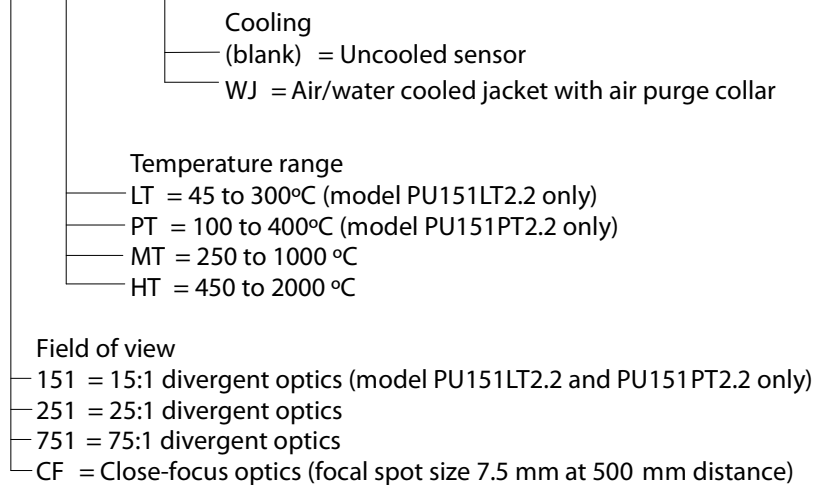 Cooling
(blank) = Uncooled sensor
WJ = Air/water cooled jacket with air purge collar
Temperature range
LT = 45 to 300ºC (model PU151LT2.2 only)
PT = 100 to 400ºC (model PU151PT2.2 only)
MT = 250 to 1000 ºC
HT = 450 to 2000 ºC
Field of view
151 = 15:1 divergent optics (model PU151LT2.2 and PU151PT2.2 only)
251 = 25:1 divergent optics
751 = 75:1 divergent optics
CF = Close-focus optics (focal spot size 7.5 mm at 500 mm distance)